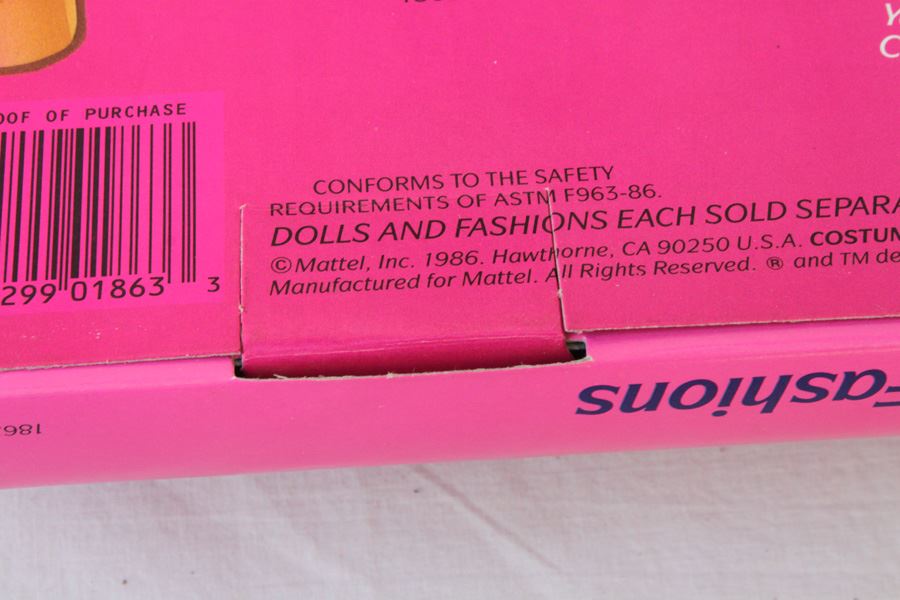 OOF OF PURCHASE
299 01863 3
CONFORMS TO THE SAFETY
REQUIREMENTS OF ASTM F963-86.
DOLLS AND FASHIONS EACH SOLD SEPARA
©Mattel, Inc. 1986. Hawthorne, CA 90250 U.S.A. COSTUM
Manufactured for Mattel. All Rights Reserved. ® and TM de
Fashions
186